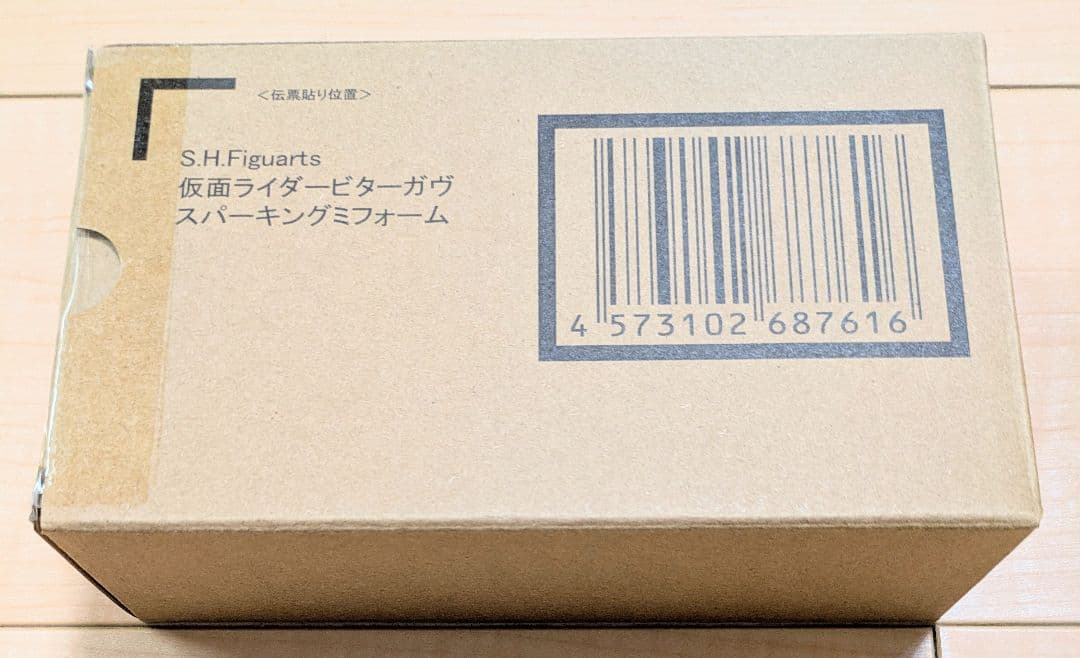 <伝票貼り位置>
S.H.Figuarts
仮面ライダービターガヴ
スパーキングミフォーム
4 573102 687616